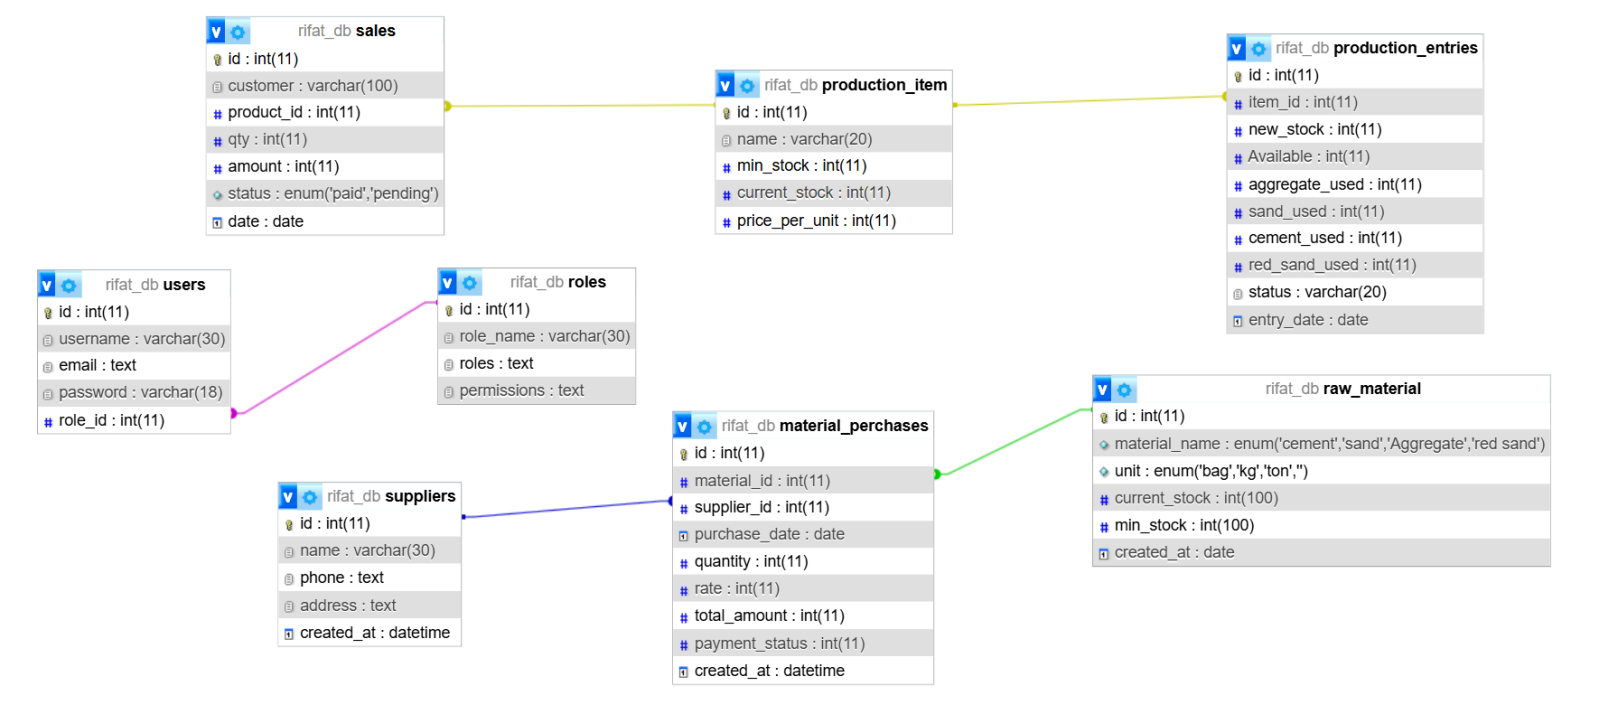 rifat_db sales
id : int(11)
customer : varchar(100)
product_id : int(11)
qty : int(11)
amount : int(11)
status : enum('paid','pending')
date : date
rifat_db production_item
id : int(11)
name : varchar(20)
min_stock : int(11)
current_stock : int(11)
price_per_unit : int(11)
rifat_db production_entries
id : int(11)
item_id : int(11)
new_stock : int(11)
Available : int(11)
aggregate_used : int(11)
sand_used : int(11)
cement_used : int(11)
red_sand_used : int(11)
status : varchar(20)
entry_date : date
rifat_db users
id : int(11)
username : varchar(30)
email : text
password : varchar(18)
role_id : int(11)
rifat_db roles
id : int(11)
role_name : varchar(30)
roles : text
permissions : text
rifat_db suppliers
id : int(11)
name : varchar(30)
phone : text
address : text
created_at : datetime
rifat_db material_perchases
id : int(11)
material_id : int(11)
supplier_id : int(11)
purchase_date : date
quantity : int(11)
rate : int(11)
total_amount : int(11)
payment_status : int(11)
created_at : datetime
rifat_db raw_material
id : int(11)
material_name : enum('cement','sand','Aggregate','red sand')
unit : enum('bag','kg','ton','')
current_stock : int(100)
min_stock : int(100)
created_at : date